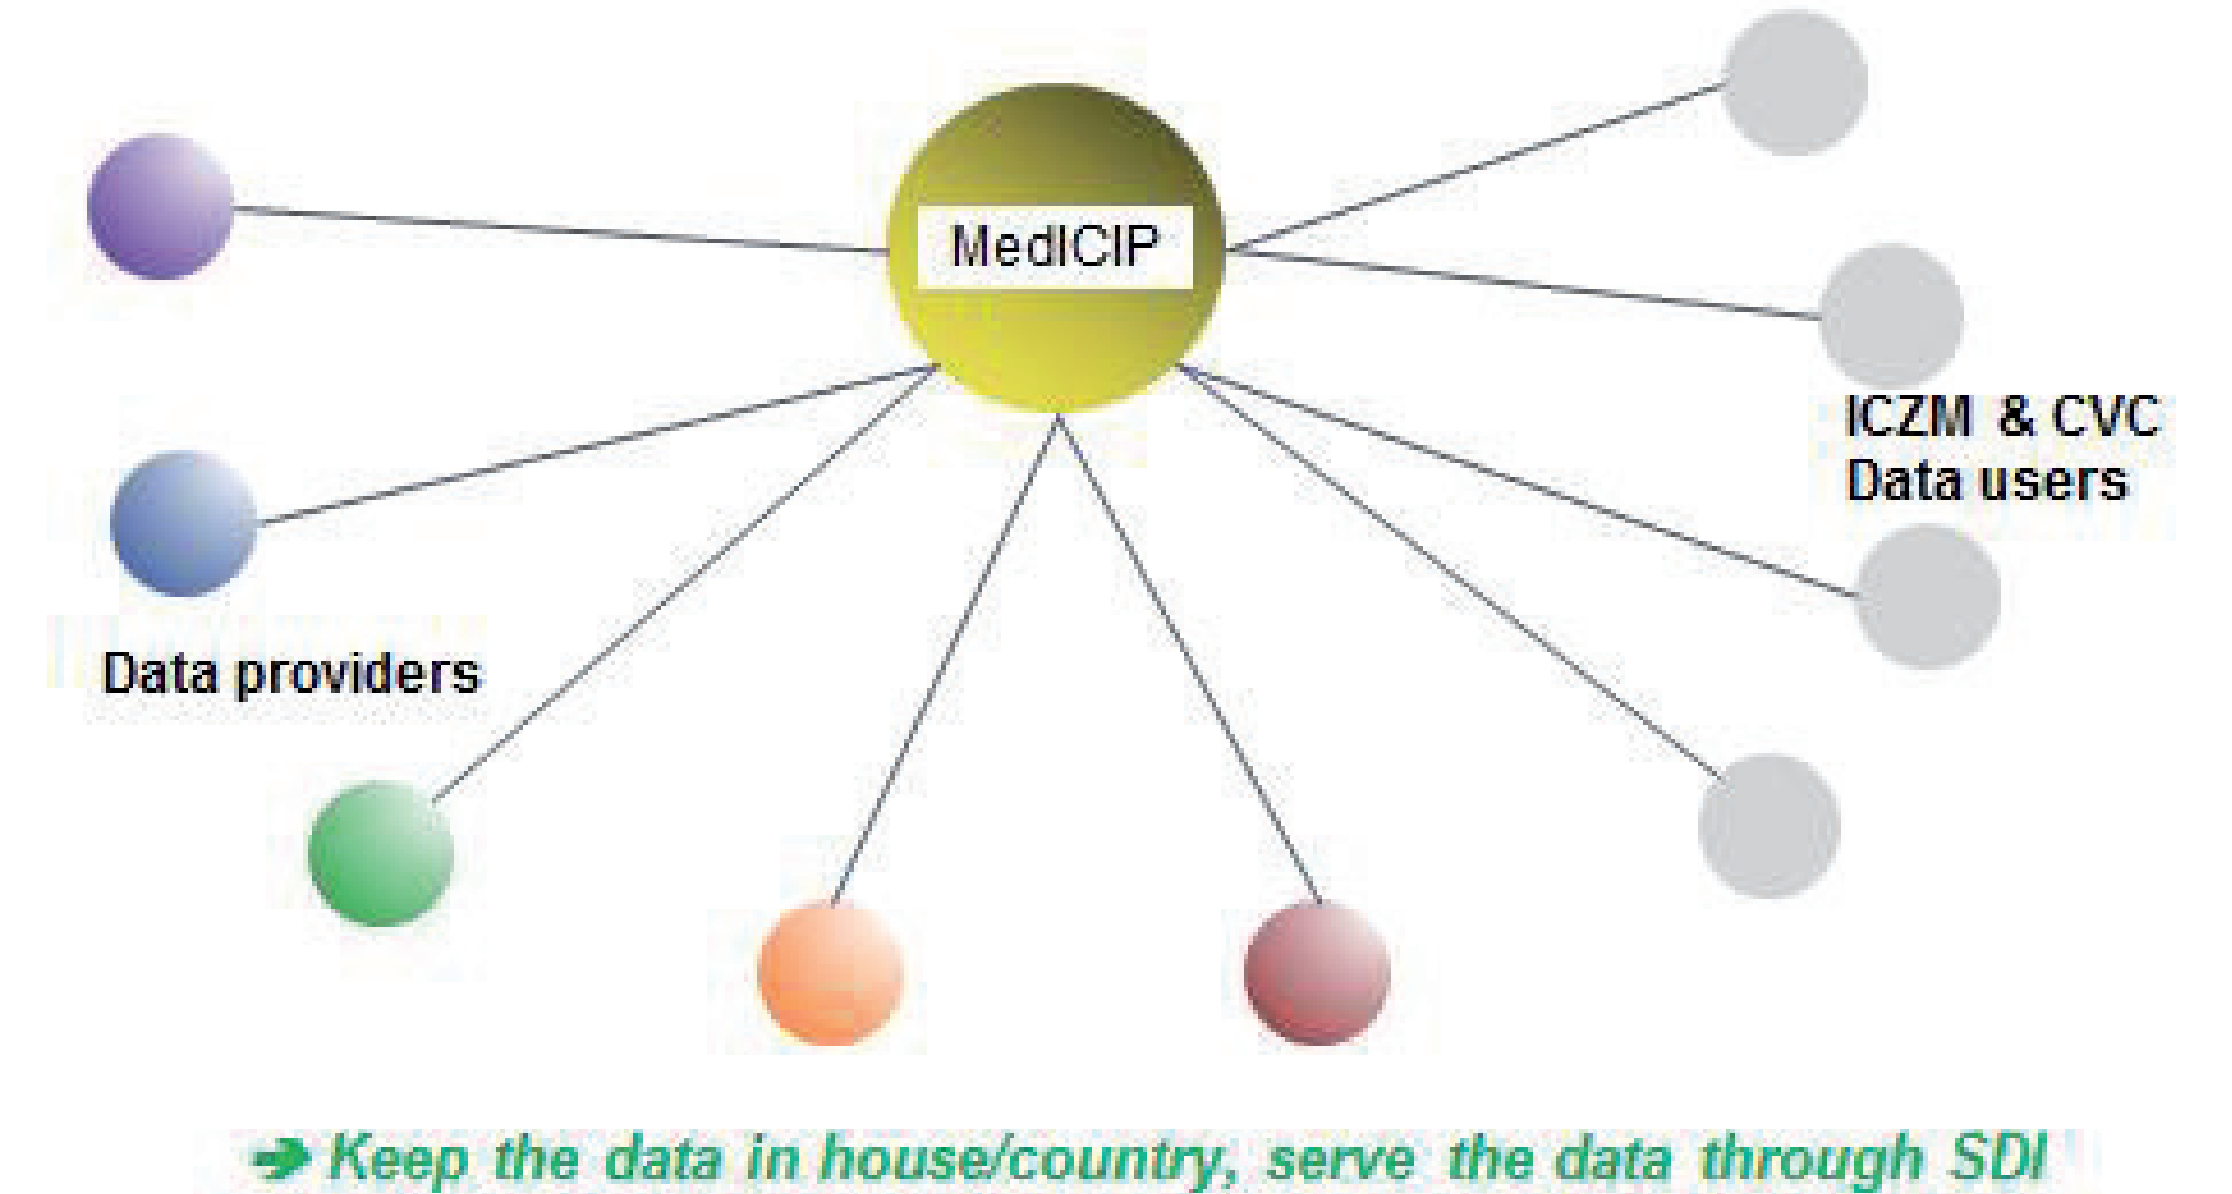 MedICIP
ICZM & CVC
Data users
Data providers
➔ Keep the data in house/country, serve the data through SDI